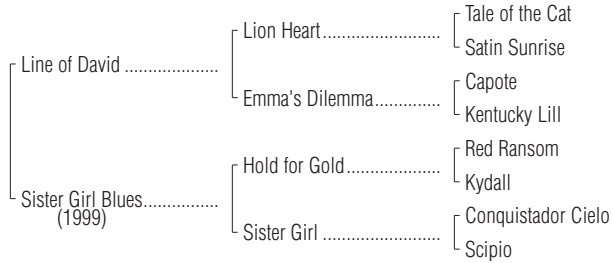 Tale of the Cat
Lion Heart........................
Satin Sunrise
Line of David ....................
Capote
Emma's Dilemma..............
Kentucky Lill
Red Ransom
Hold for Gold....................
Kydall
Sister Girl Blues................
(1999)
Conquistador Cielo
Sister Girl .........................
Scipio